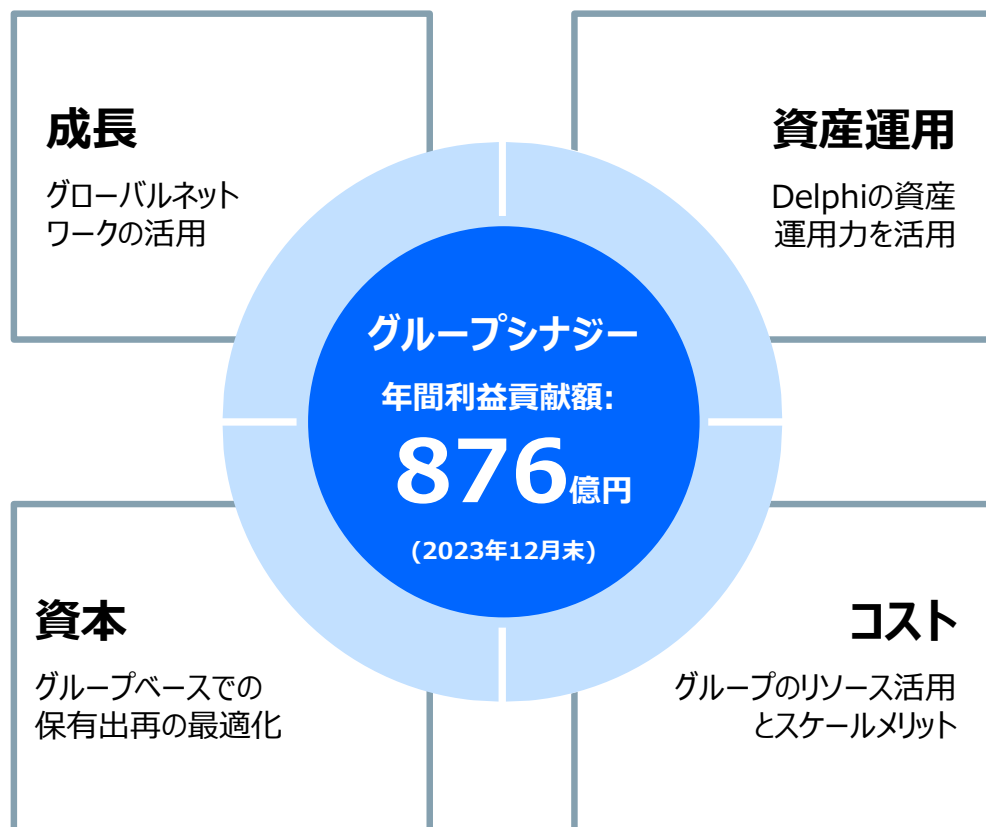 成長
グローバルネット
ワークの活用
資産運用
Delphiの資産
運用力を活用
グループシナジー
年間利益貢献額:
876億円
(2023年12月末)
資本
グループベースでの
保有出再の最適化
コスト
グループのリソース活用
とスケールメリット